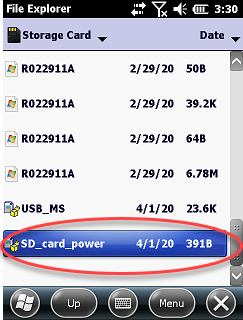 File Explorer 3:30
Storage Card Date
R022911A 2/29/20 50B
R022911A 2/29/20 39.2K
R022911A 2/29/20 64B
R022911A 2/29/20 6.78M
USB_MS 4/1/20 23.6K
SD_card_power 4/1/20 391B
Up Menu